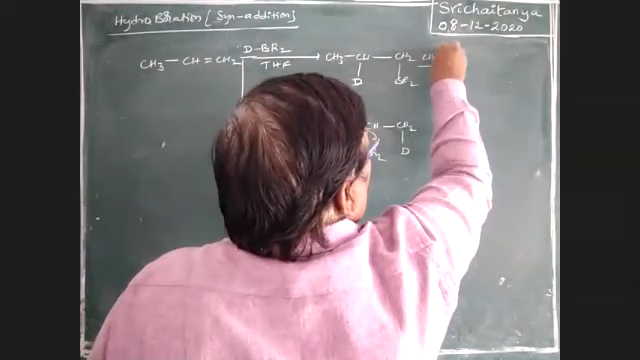 Hydro Boration [Syn-addition]
Srichaitanya
08-12-2020
CH3 — CH = CH2
D-BR2
THF
CH3 — CH — CH2
D
BR2
CH — CH2
D